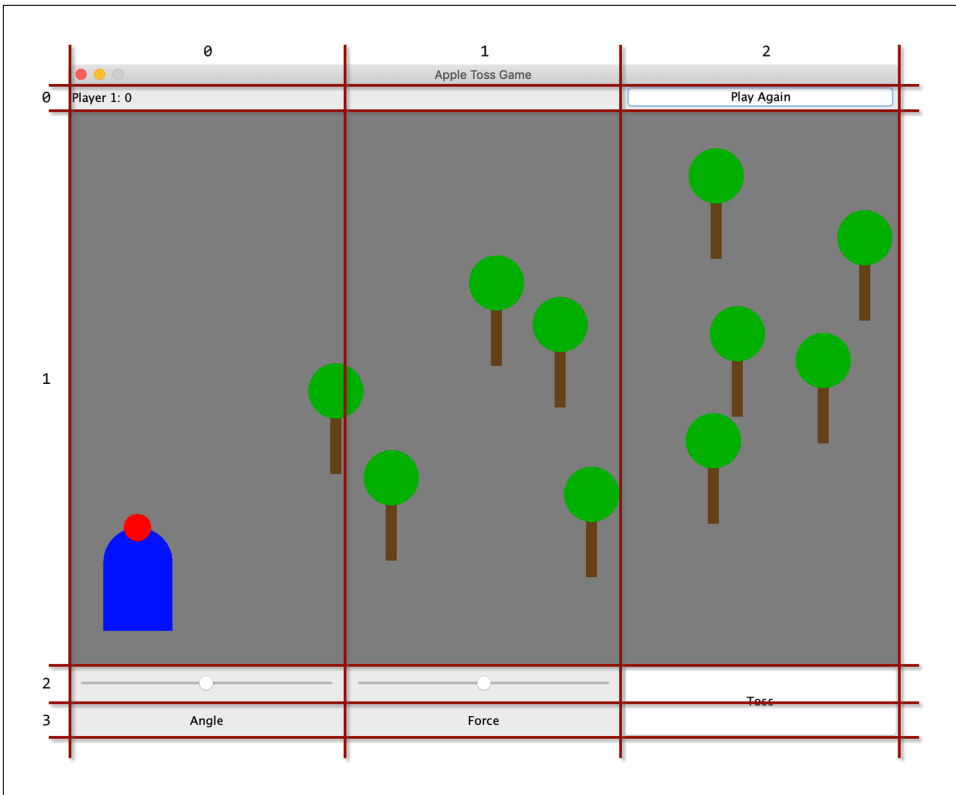 0 1 2
Apple Toss Game
0 Player 1: 0 Play Again
1
2
Toss
3 Angle Force